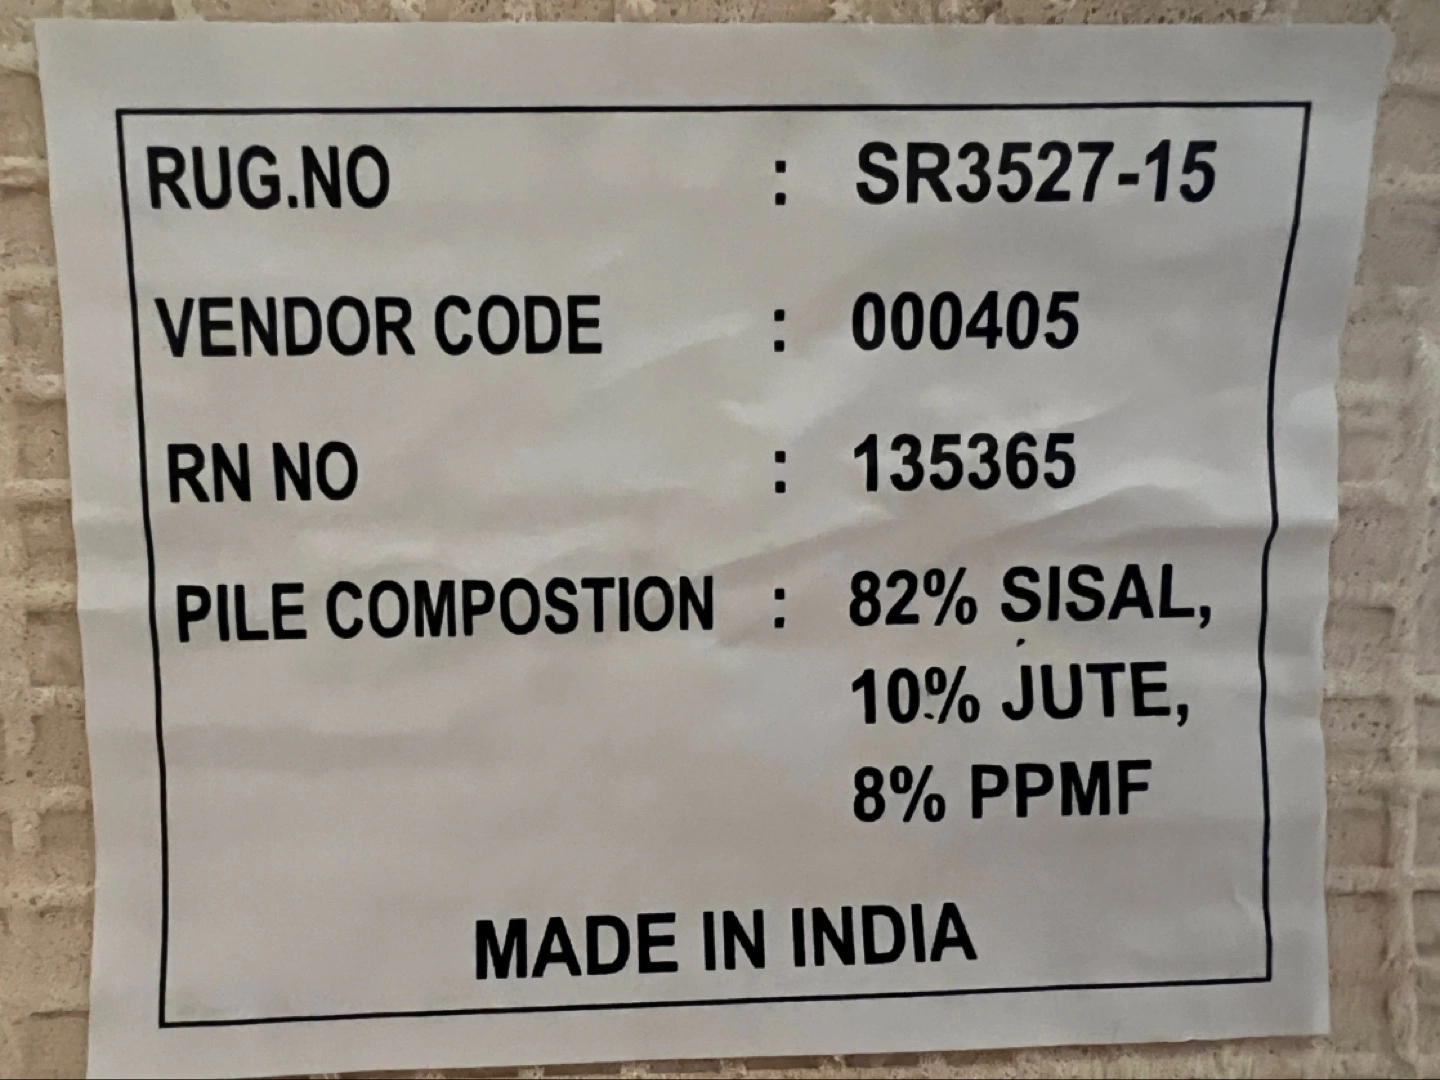 RUG.NO : SR3527-15
VENDOR CODE : 000405
RN NO : 135365
PILE COMPOSTION : 82% SISAL,
10% JUTE,
8% PPMF
MADE IN INDIA